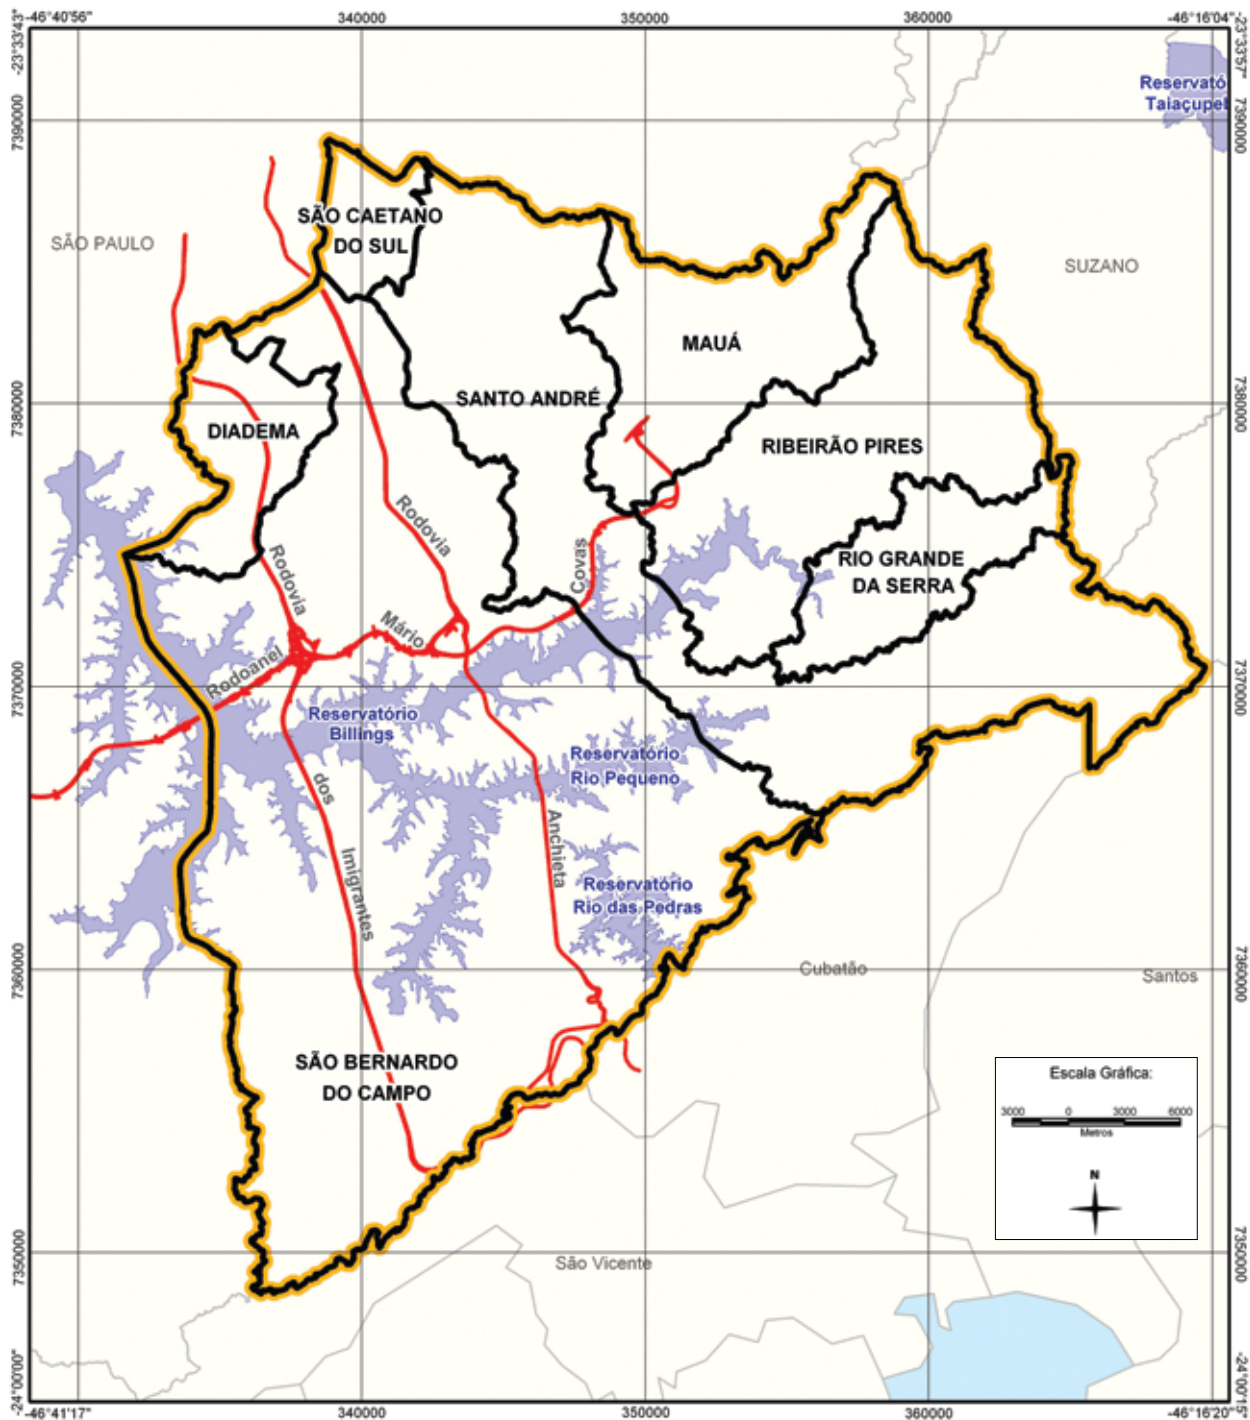 -46°40'56"
340000
350000
360000
-46°16'04"
-23°33'43"
-23°33'57"
Reservató
Taiaçupe
7390000
7390000
SÃO CAETANO
DO SUL
SÃO PAULO
SUZANO
MAUÁ
SANTO ANDRÉ
7380000
7380000
DIADEMA
RIBEIRÃO PIRES
Rodovia
RIO GRANDE
DA SERRA
Covas
Rodovia
Mário
Rodoanel
7370000
7370000
Reservatório
Billings
Reservatório
Rio Pequeno
dos
Anchieta
Imigrantes
Reservatório
Rio das Pedras
7360000
Cubatão
Santos
7360000
SÃO BERNARDO
DO CAMPO
Escala Gráfica:
3000 0 3000 6000
Metros
N
7350000
São Vicente
7350000
-24°00'00"
-24°00'15"
-46°41'17"
340000
350000
360000
-46°16'20"